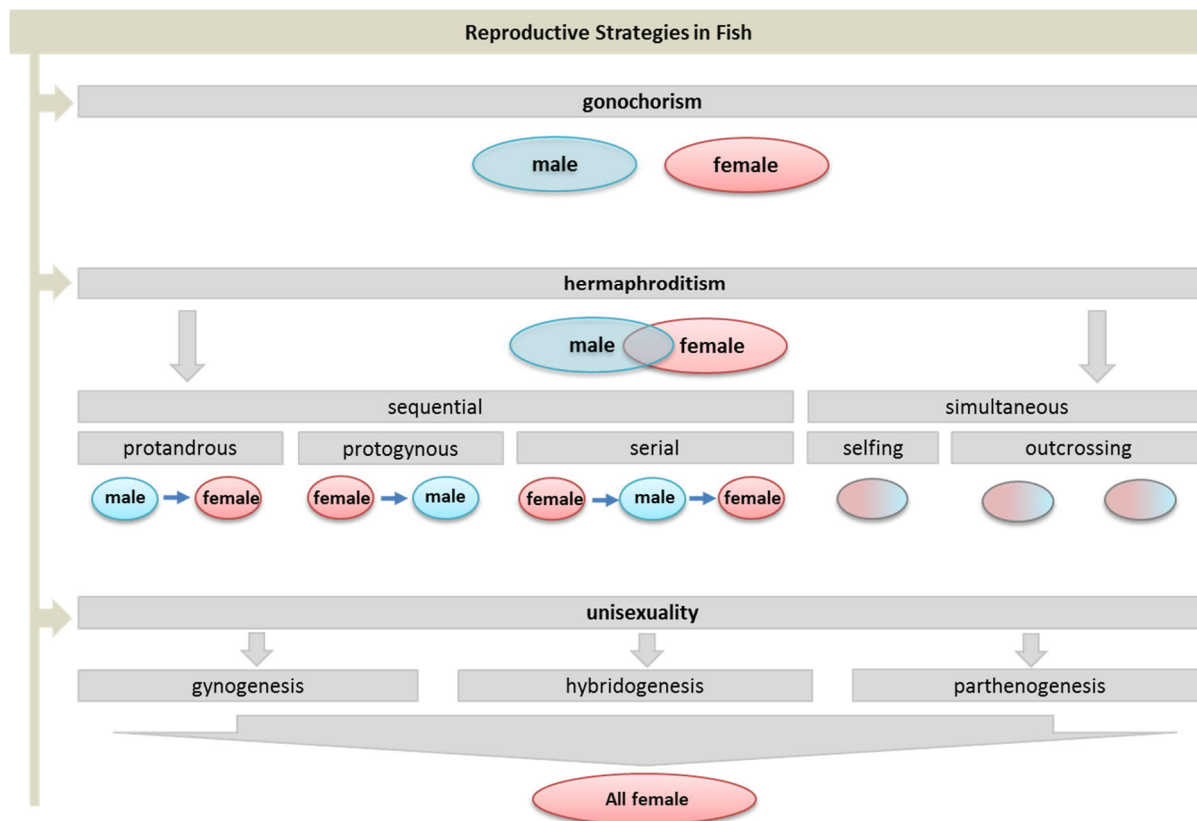 Reproductive Strategies in Fish
gonochorism
male female
hermaphroditism
male female
sequential simultaneous
protandrous protogynous serial selfing outcrossing
male female female male female male female
unisexuality
gynogenesis hybridogenesis parthenogenesis
All female